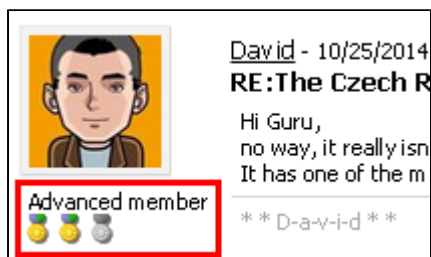 David - 10/25/2014
RE:The Czech R
Hi Guru,
no way, it really isn
It has one of the m
* * D-a-v-i-d * *
Advanced member